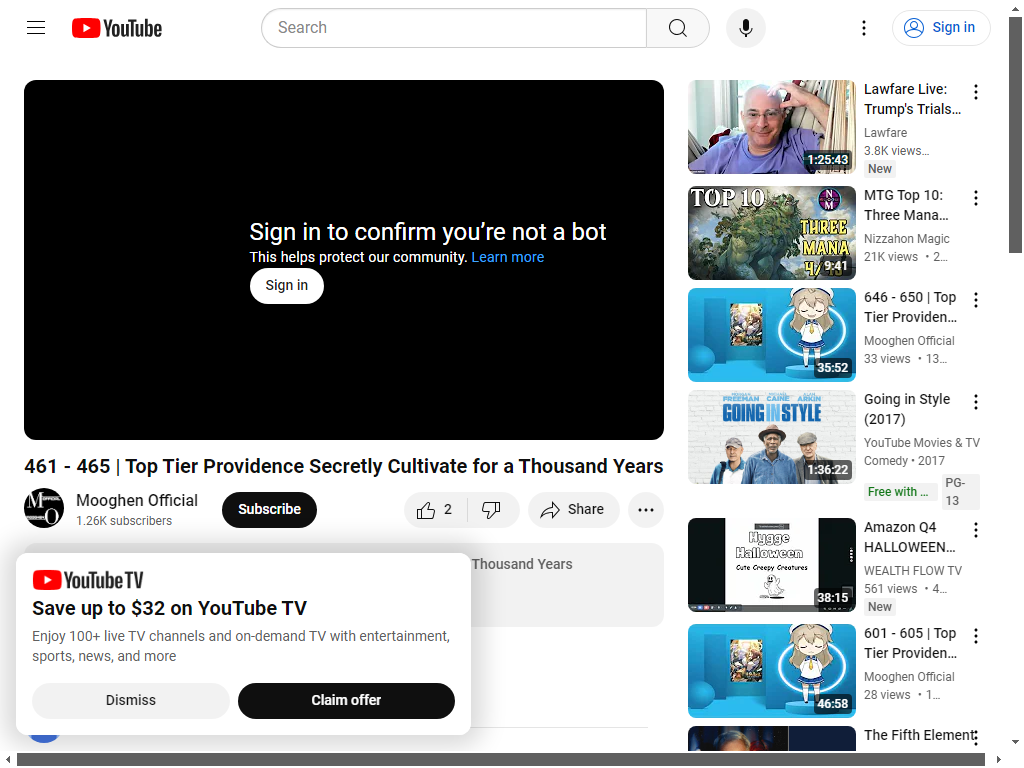 YouTube
Search
Sign in
Sign in to confirm you're not a bot
This helps protect our community. Learn more
Sign in
461 - 465 | Top Tier Providence Secretly Cultivate for a Thousand Years
Mooghen Official
1.26K subscribers
Subscribe
2
Share
Thousand Years
YouTube TV
Save up to $32 on YouTube TV
Enjoy 100+ live TV channels and on-demand TV with entertainment,
sports, news, and more
Dismiss
Claim offer
1:25:43
Lawfare Live:
Trump's Trials…
Lawfare
3.8K views…
New
TOP 10
THREE
MANA
9:41
MTG Top 10:
Three Mana…
Nizzahon Magic
21K views • 2…
35:52
646 - 650 | Top
Tier Providen…
Mooghen Official
33 views • 13…
FREEMAN CAINE ARKIN
GOING IN STYLE
1:36:22
Going in Style
(2017)
YouTube Movies & TV
Comedy • 2017
Free with …
PG-
13
Hygge
Halloween
Cute Creepy Creatures
38:15
Amazon Q4
HALLOWEEN…
WEALTH FLOW TV
561 views • 4…
New
46:58
601 - 605 | Top
Tier Providen…
Mooghen Official
28 views • 1…
The Fifth Element